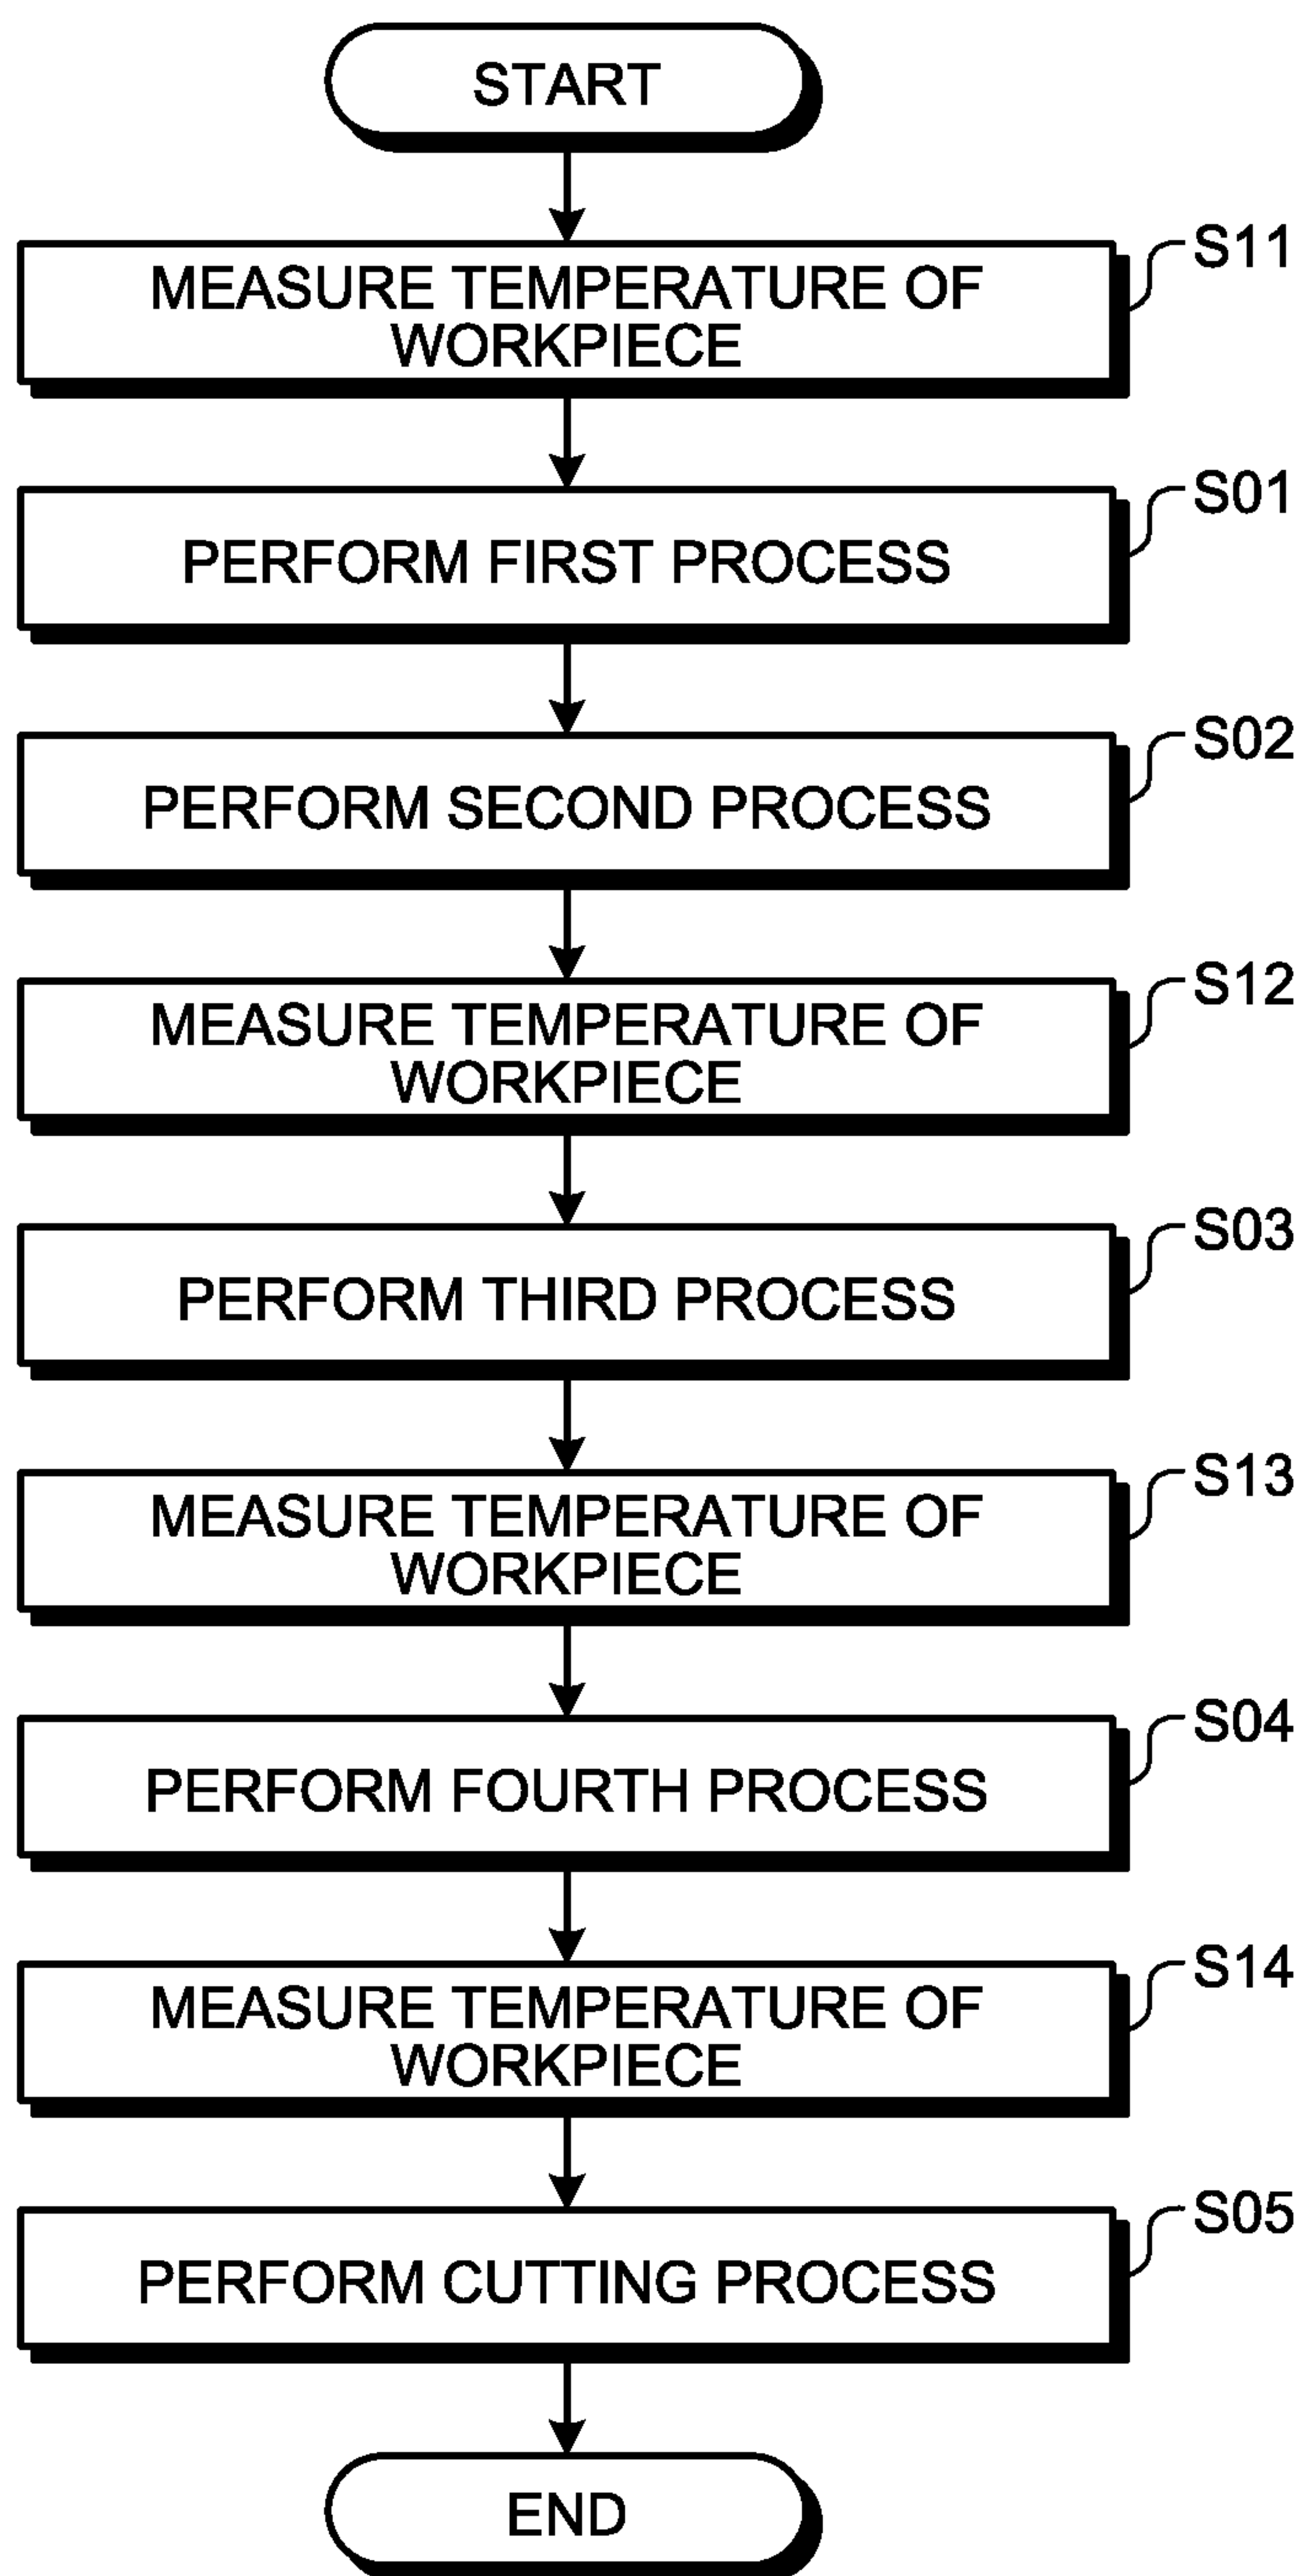 START
MEASURE TEMPERATURE OF
WORKPIECE
S11
PERFORM FIRST PROCESS
S01
PERFORM SECOND PROCESS
S02
MEASURE TEMPERATURE OF
WORKPIECE
S12
PERFORM THIRD PROCESS
S03
MEASURE TEMPERATURE OF
WORKPIECE
S13
PERFORM FOURTH PROCESS
S04
MEASURE TEMPERATURE OF
WORKPIECE
S14
PERFORM CUTTING PROCESS
S05
END